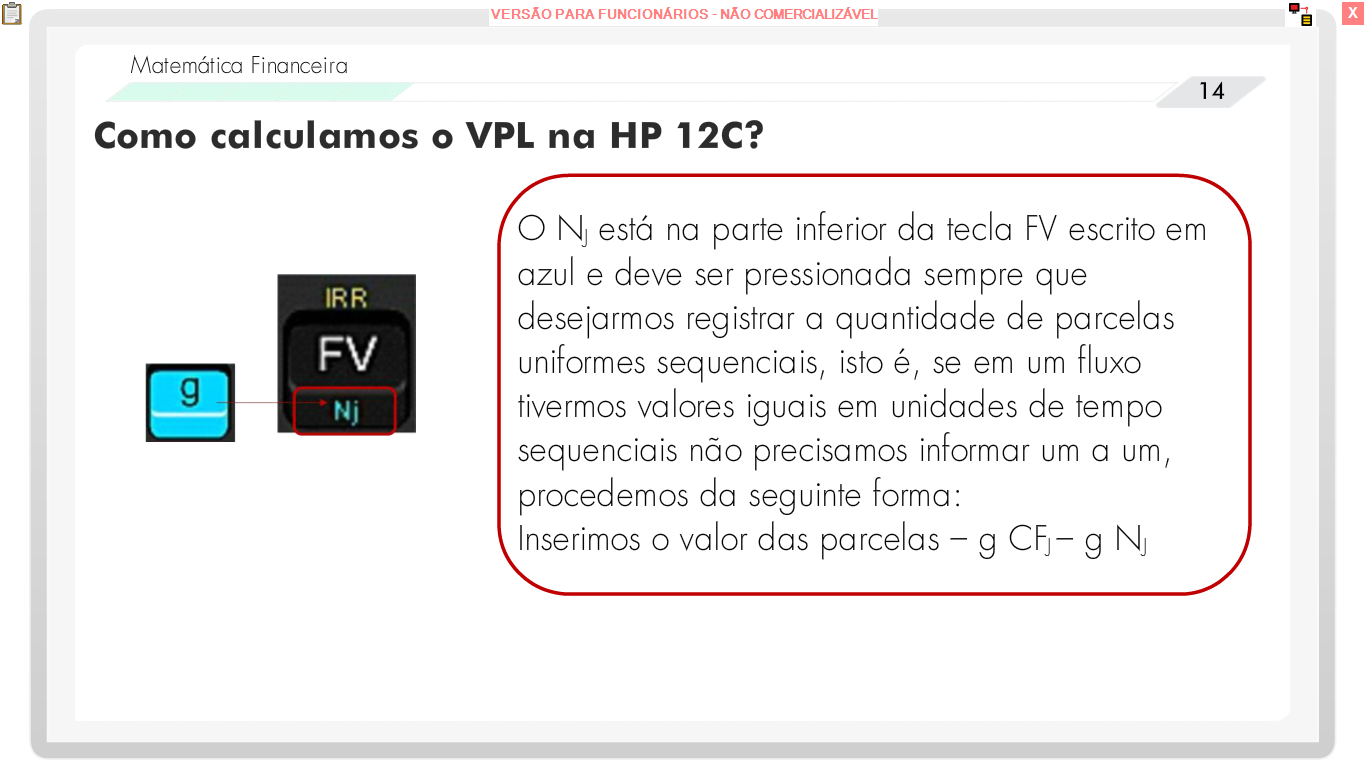 VERSÃO PARA FUNCIONÁRIOS - NÃO COMERCIALIZÁVEL
X
Matemática Financeira
14
Como calculamos o VPL na HP 12C?
O NJ está na parte inferior da tecla FV escrito em
azul e deve ser pressionada sempre que
desejarmos registrar a quantidade de parcelas
uniformes sequenciais, isto é, se em um fluxo
tivermos valores iguais em unidades de tempo
sequenciais não precisamos informar um a um,
procedemos da seguinte forma:
Inserimos o valor das parcelas – g CFJ– g NJ
IRR
FV
g
Nj